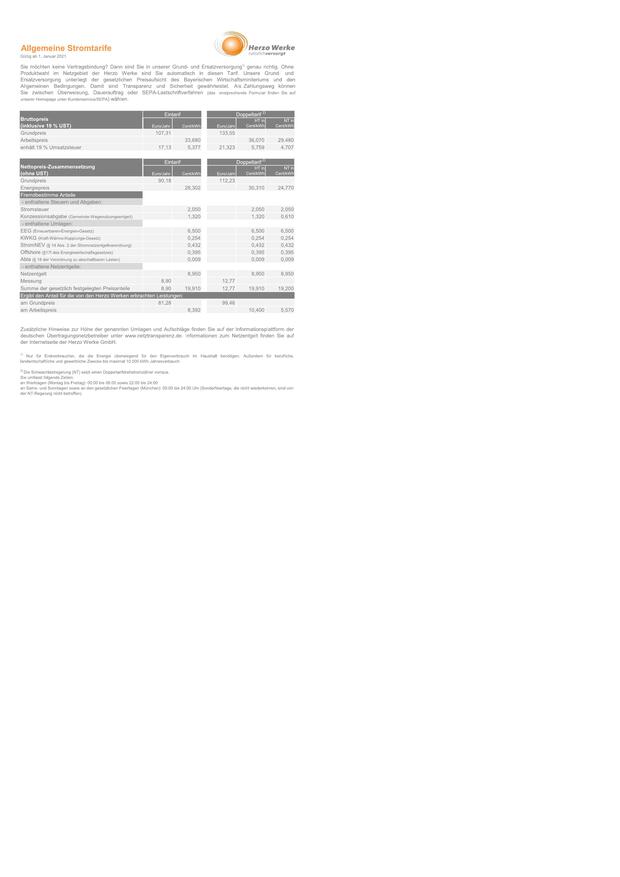 Allgemeine Stromtarife
Gültig ab 1. Januar 2021
Herzo Werke
natürlichversorgt
Sie möchten keine Vertragsbindung? Dann sind Sie in unserer Grund- und Ersatzversorgung¹⁾ genau richtig. Ohne
Produktwahl im Netzgebiet der Herzo Werke sind Sie automatisch in diesen Tarif. Unsere Grund- und
Ersatzversorgung unterliegt der gesetzlichen Preisaufsicht des Bayerischen Wirtschaftsministeriums und den
Allgemeinen Bedingungen. Damit sind Transparenz und Sicherheit gewährleistet. Als Zahlungsweg können
Sie zwischen Überweisung, Dauerauftrag oder SEPA-Lastschriftverfahren (das entsprechende Formular finden Sie auf
unserer Homepage unter Kundenservice/SEPA) wählen.
Bruttopreis (inklusive 19 % UST) Eintarif Doppeltarif ²⁾
Euro/Jahr Cent/kWh Euro/Jahr HT in Cent/kWh NT in Cent/kWh
Grundpreis 107,31 133,55
Arbeitspreis 33,680 36,070 29,480
enthält 19 % Umsatzsteuer 17,13 5,377 21,323 5,759 4,707
Nettopreis-Zusammensetzung (ohne UST) Eintarif Doppeltarif ²⁾
Euro/Jahr Cent/kWh Euro/Jahr HT in Cent/kWh NT in Cent/kWh
Grundpreis 90,18 112,23
Energiepreis 28,302 30,310 24,770
Fremdbestimme Anteile
- enthaltene Steuern und Abgaben:
Stromsteuer 2,050 2,050 2,050
Konzessionsabgabe (Gemeinde-Wegenutzungsentgelt) 1,320 1,320 0,610
- enthaltene Umlagen:
EEG (Erneuerbaren-Energien-Gesetz) 6,500 6,500 6,500
KWKG (Kraft-Wärme-Kopplungs-Gesetz) 0,254 0,254 0,254
StromNEV (§ 19 Abs. 2 der Stromnetzentgeltverordnung) 0,432 0,432 0,432
Offshore (§17f des Energiewirtschaftsgesetzes) 0,395 0,395 0,395
Abla (§ 18 der Verordnung zu abschaltbaren Lasten) 0,009 0,009 0,009
- enthaltene Netzentgelte:
Netzentgelt 8,950 8,950 8,950
Messung 8,90 12,77
Summe der gesetzlich festgelegten Preisanteile 8,90 19,910 12,77 19,910 19,200
Ergibt den Anteil für die von den Herzo Werken erbrachten Leistungen:
am Grundpreis 81,28 99,46
am Arbeitspreis 8,392 10,400 5,570
Zusätzliche Hinweise zur Höhe der genannten Umlagen und Aufschläge finden Sie auf der Informationsplattform der
deutschen Übertragungsnetzbetreiber unter www.netztransparenz.de. Informationen zum Netzentgelt finden Sie auf
der Internetseite der Herzo Werke GmbH.
¹⁾ Nur für Endverbraucher, die die Energie überwiegend für den Eigenverbrauch im Haushalt benötigen. Außerdem für berufliche,
landwirtschaftliche und gewerbliche Zwecke bis maximal 10.000 kWh Jahresverbrauch.
²⁾ Die Schwachlastregelung (NT) setzt einen Doppeltarifdrehstromzähler voraus.
Sie umfasst folgende Zeiten:
an Werktagen (Montag bis Freitag): 00:00 bis 06:00 sowie 22:00 bis 24:00
an Sams- und Sonntagen sowie an den gesetzlichen Feiertagen (München): 00:00 bis 24:00 Uhr (Sonderfeiertage, die nicht wiederkehren, sind von
der NT-Regelung nicht betroffen).